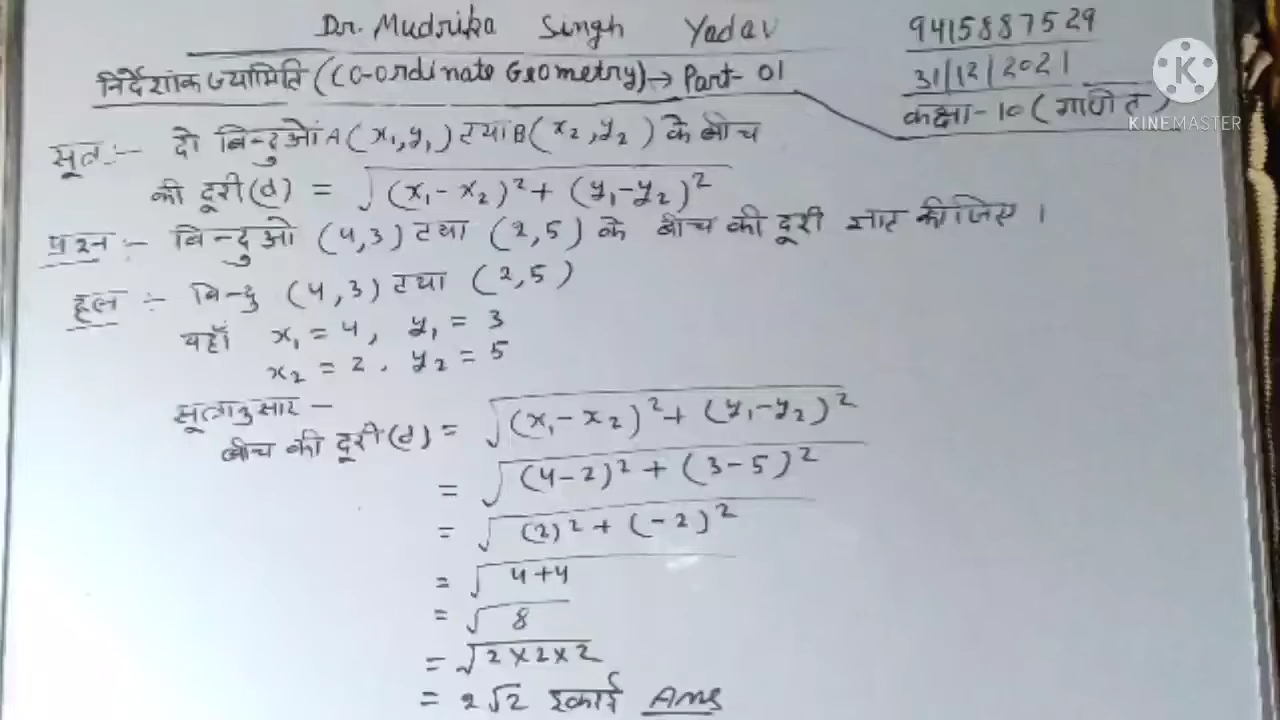 Dr. Mudrika Singh Yadav
9415887529
31/12/2021
कक्षा-10 (गणित)
KINEMASTER
निर्देशांक ज्यामिति (Co-ordinate Geometry) → Part-01
सूत्र :- दो बिन्दुओं A (x₁, y₁) तथा B (x₂, y₂) के बीच
की दूरी (d) = √(x₁-x₂)² + (y₁-y₂)²
प्रश्न :- बिन्दुओ (4,3) तथा (2,5) के बीच की दूरी ज्ञात कीजिए ।
हल :- बिन्दु (4,3) तथा (2,5)
यहाँ x₁ = 4, y₁ = 3
x₂ = 2, y₂ = 5
सूत्रानुसार -
बीच की दूरी (d) = √(x₁-x₂)² + (y₁-y₂)²
= √(4-2)² + (3-5)²
= √(2)² + (-2)²
= √4+4
= √8
= √2×2×2
= 2√2 इकाई Ans